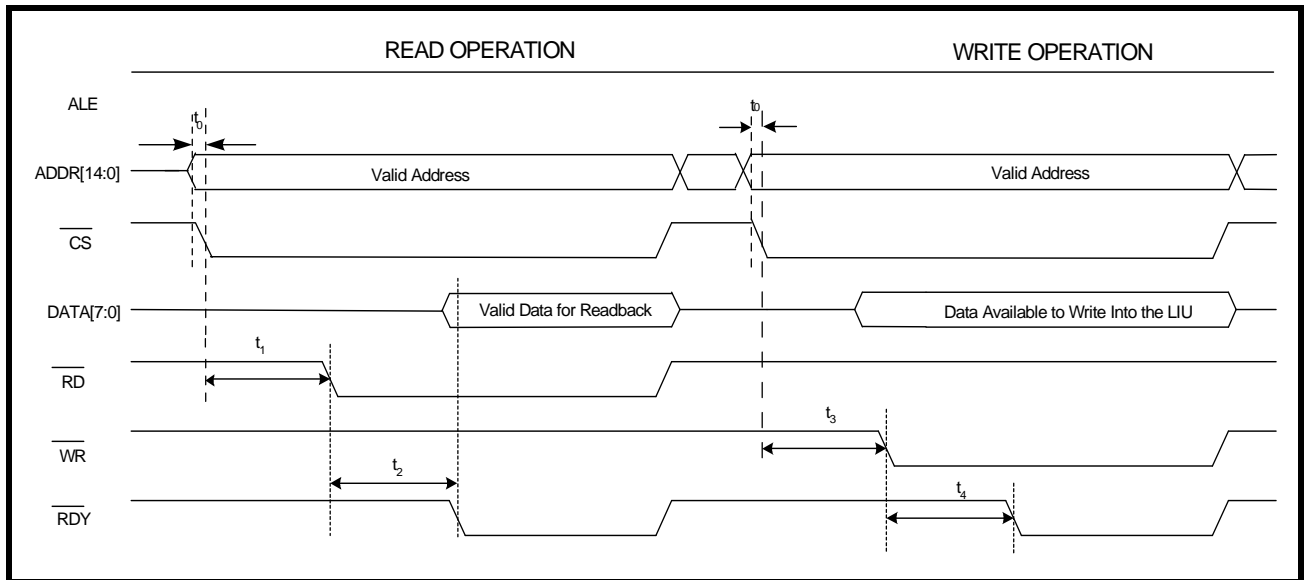 READ OPERATION WRITE OPERATION
ALE
t0 t0
ADDR[14:0] Valid Address Valid Address
CS
DATA[7:0] Valid Data for Readback Data Available to Write Into the LIU
t1
RD
t3
WR
t2
t4
RDY